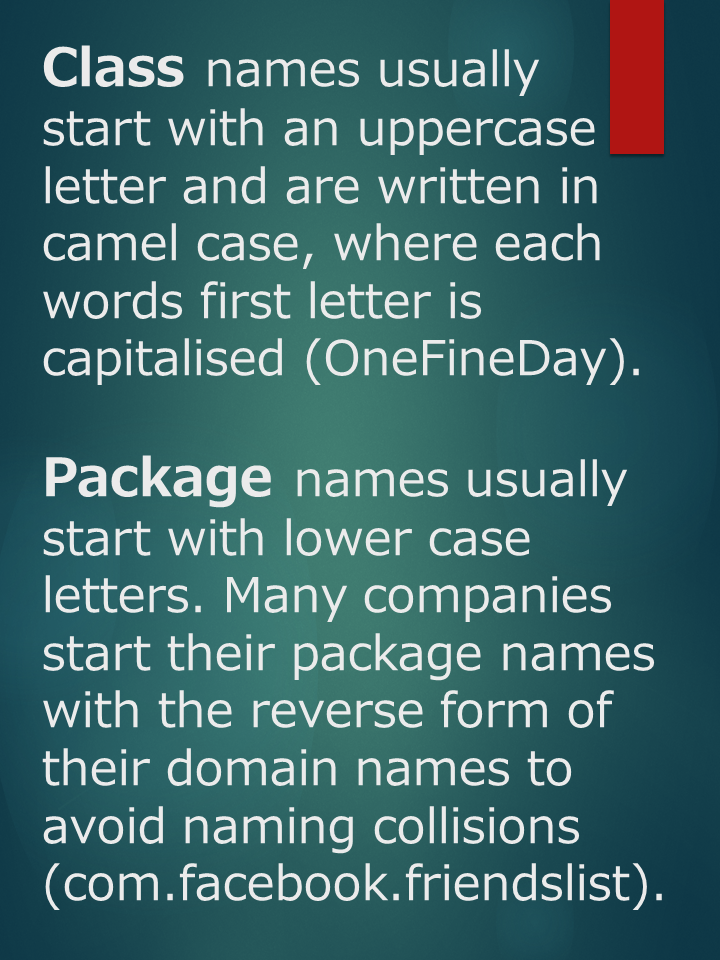 Class names usually
start with an uppercase
letter and are written in
camel case, where each
words first letter is
capitalised (OneFineDay).
Package names usually
start with lower case
letters. Many companies
start their package names
with the reverse form of
their domain names to
avoid naming collisions
(com.facebook.friendslist).